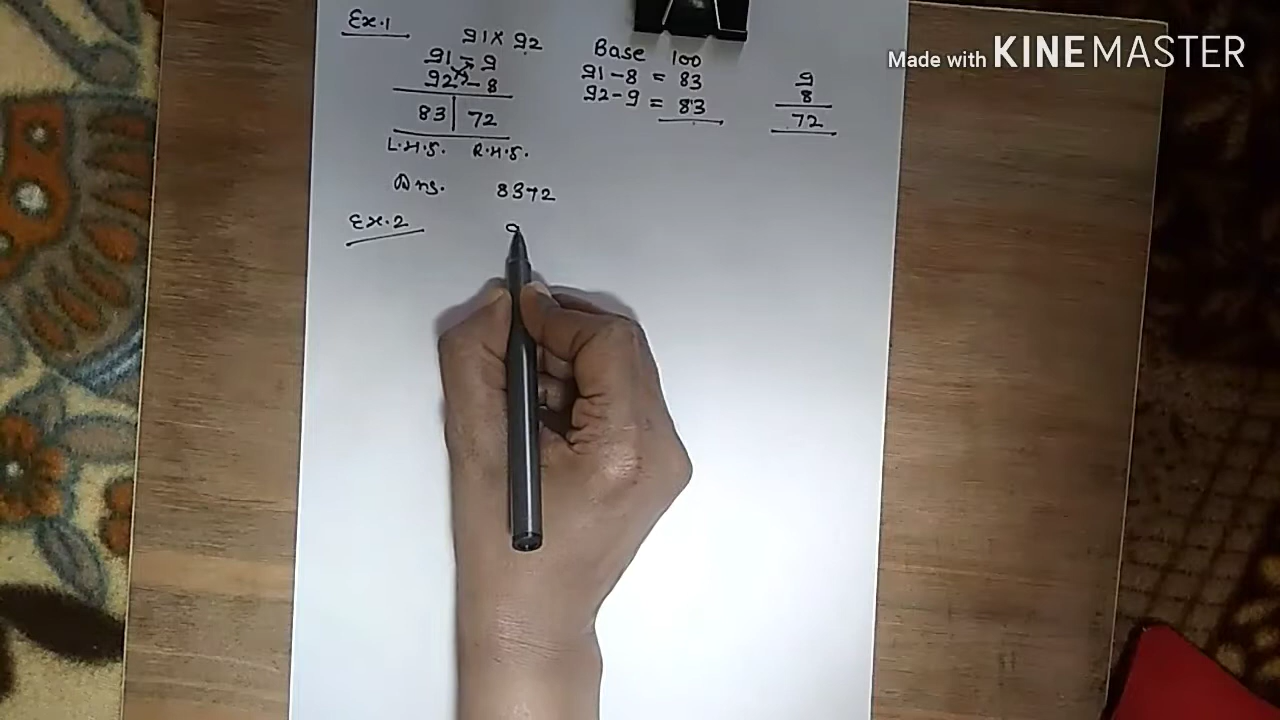 Ex.1
91 × 92
91 - 9
92 - 8
83 | 72
L.H.S. R.H.S.
Ans. 8372
Base 100
91 - 8 = 83
92 - 9 = 83
9
8
72
Ex.2 9
Made with KINEMASTER